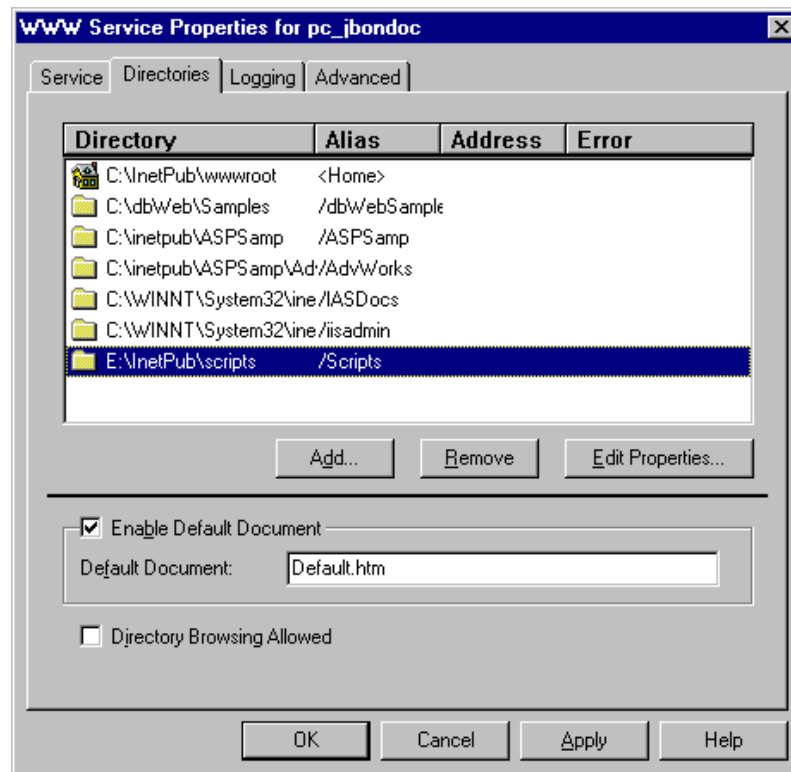 WWW Service Properties for pc_jbondoc
Service Directories Logging Advanced
Directory Alias Address Error
C:\InetPub\wwwroot <Home>
C:\dbWeb\Samples /dbWebSample
C:\inetpub\ASPSamp /ASPSamp
C:\inetpub\ASPSamp\Ad /AdvWorks
C:\WINNT\System32\ine /IASDocs
C:\WINNT\System32\ine /iisadmin
E:\InetPub\scripts /Scripts
Add... Remove Edit Properties...
Enable Default Document
Default Document: Default.htm
Directory Browsing Allowed
OK Cancel Apply Help